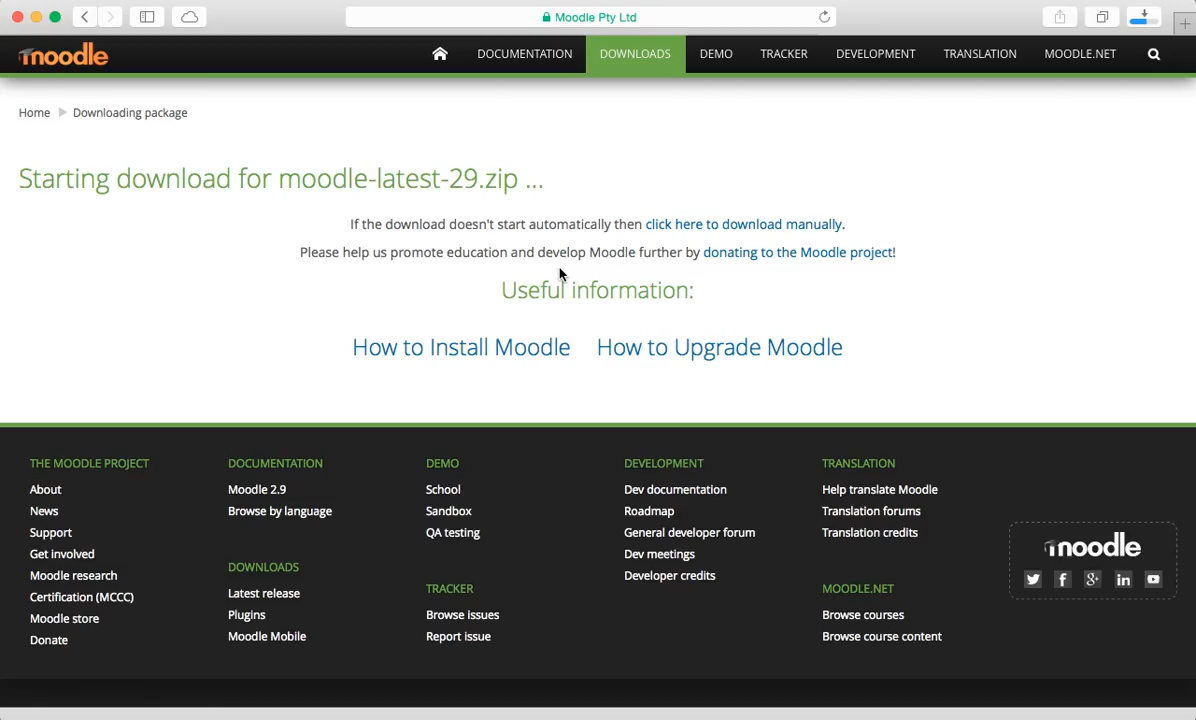 Moodle Pty Ltd
moodle
DOCUMENTATION DOWNLOADS DEMO TRACKER DEVELOPMENT TRANSLATION MOODLE.NET
Home Downloading package
Starting download for moodle-latest-29.zip ...
If the download doesn't start automatically then click here to download manually.
Please help us promote education and develop Moodle further by donating to the Moodle project!
Useful information:
How to Install Moodle How to Upgrade Moodle
THE MOODLE PROJECT
About
News
Support
Get involved
Moodle research
Certification (MCCC)
Moodle store
Donate
DOCUMENTATION
Moodle 2.9
Browse by language
DOWNLOADS
Latest release
Plugins
Moodle Mobile
DEMO
School
Sandbox
QA testing
TRACKER
Browse issues
Report issue
DEVELOPMENT
Dev documentation
Roadmap
General developer forum
Dev meetings
Developer credits
TRANSLATION
Help translate Moodle
Translation forums
Translation credits
MOODLE.NET
Browse courses
Browse course content
moodle